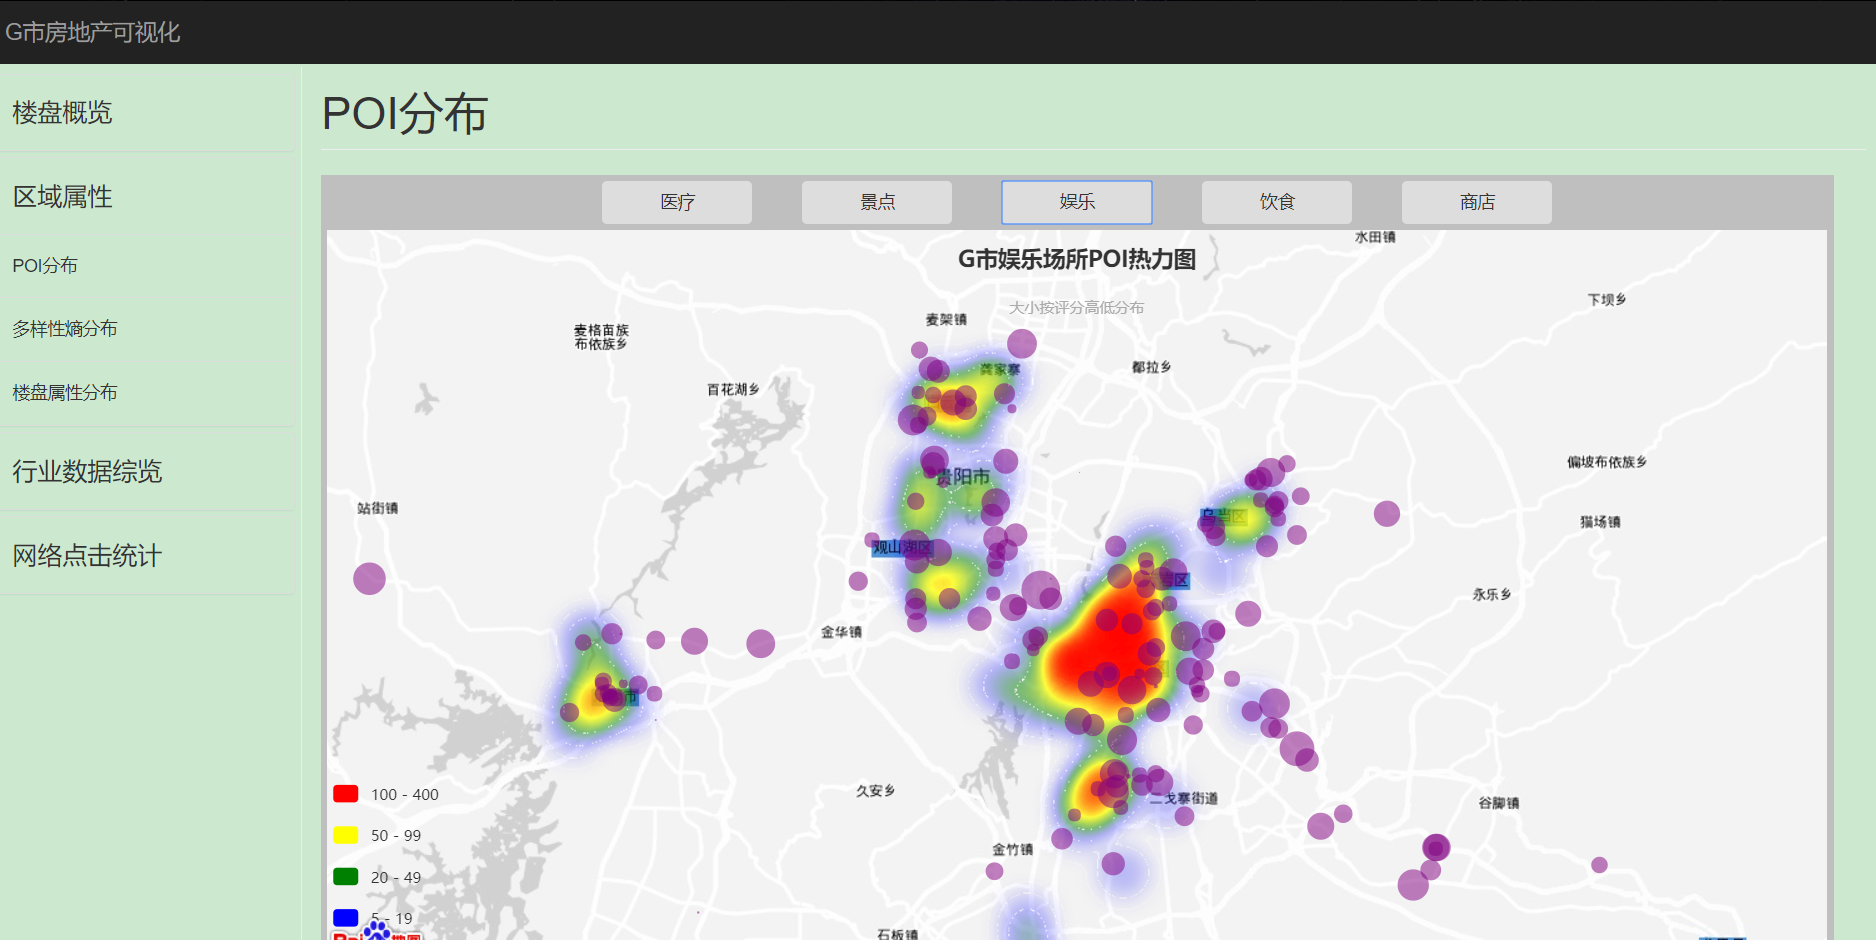 G市房地产可视化
楼盘概览
区域属性
POI分布
多样性熵分布
楼盘属性分布
行业数据综览
网络点击统计
POI分布
医疗
景点
娱乐
饮食
商店
G市娱乐场所POI热力图
大小按评分高低分布
水田镇
下坝乡
麦架镇
麦格苗族
布依族乡
龚家寨
都拉乡
百花湖乡
偏坡布依族乡
贵阳市
站街镇
乌当区
猫场镇
观山湖区
区
永乐乡
金华镇
市
久安乡
二戈寨街道
谷脚镇
金竹镇
石板镇
100 - 400
50 - 99
20 - 49
5 - 19